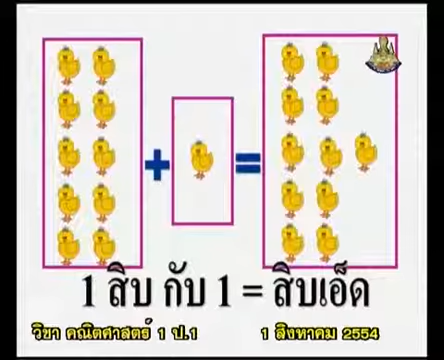 + =
1 สิบ กับ 1 = สิบเอ็ด
วิชา คณิตศาสตร์ 1 ป.1 1 สิงหาคม 2554